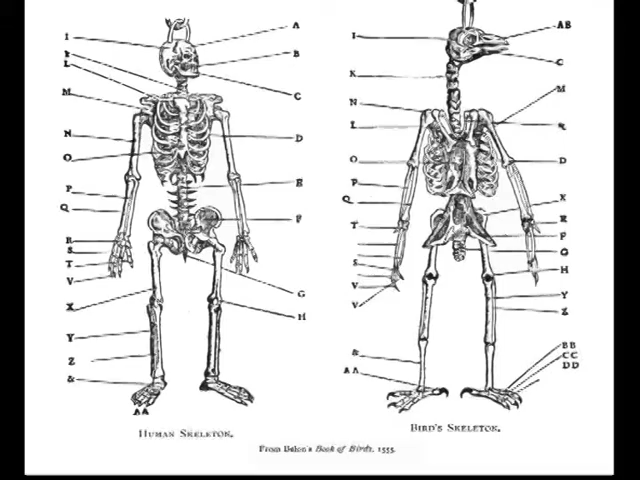 I
A
B
L
C
M
N
D
O
E
P
Q
F
R
S
T
V
G
X
H
Y
Z
&
AA
HUMAN SKELETON.
I
AB
C
K
M
N
L
O
D
P
Q
X
T
F
G
S
H
V
Y
V
&
AA
BB
CC
DD
BIRD'S SKELETON.
From Belon's Book of Birds, 1555.